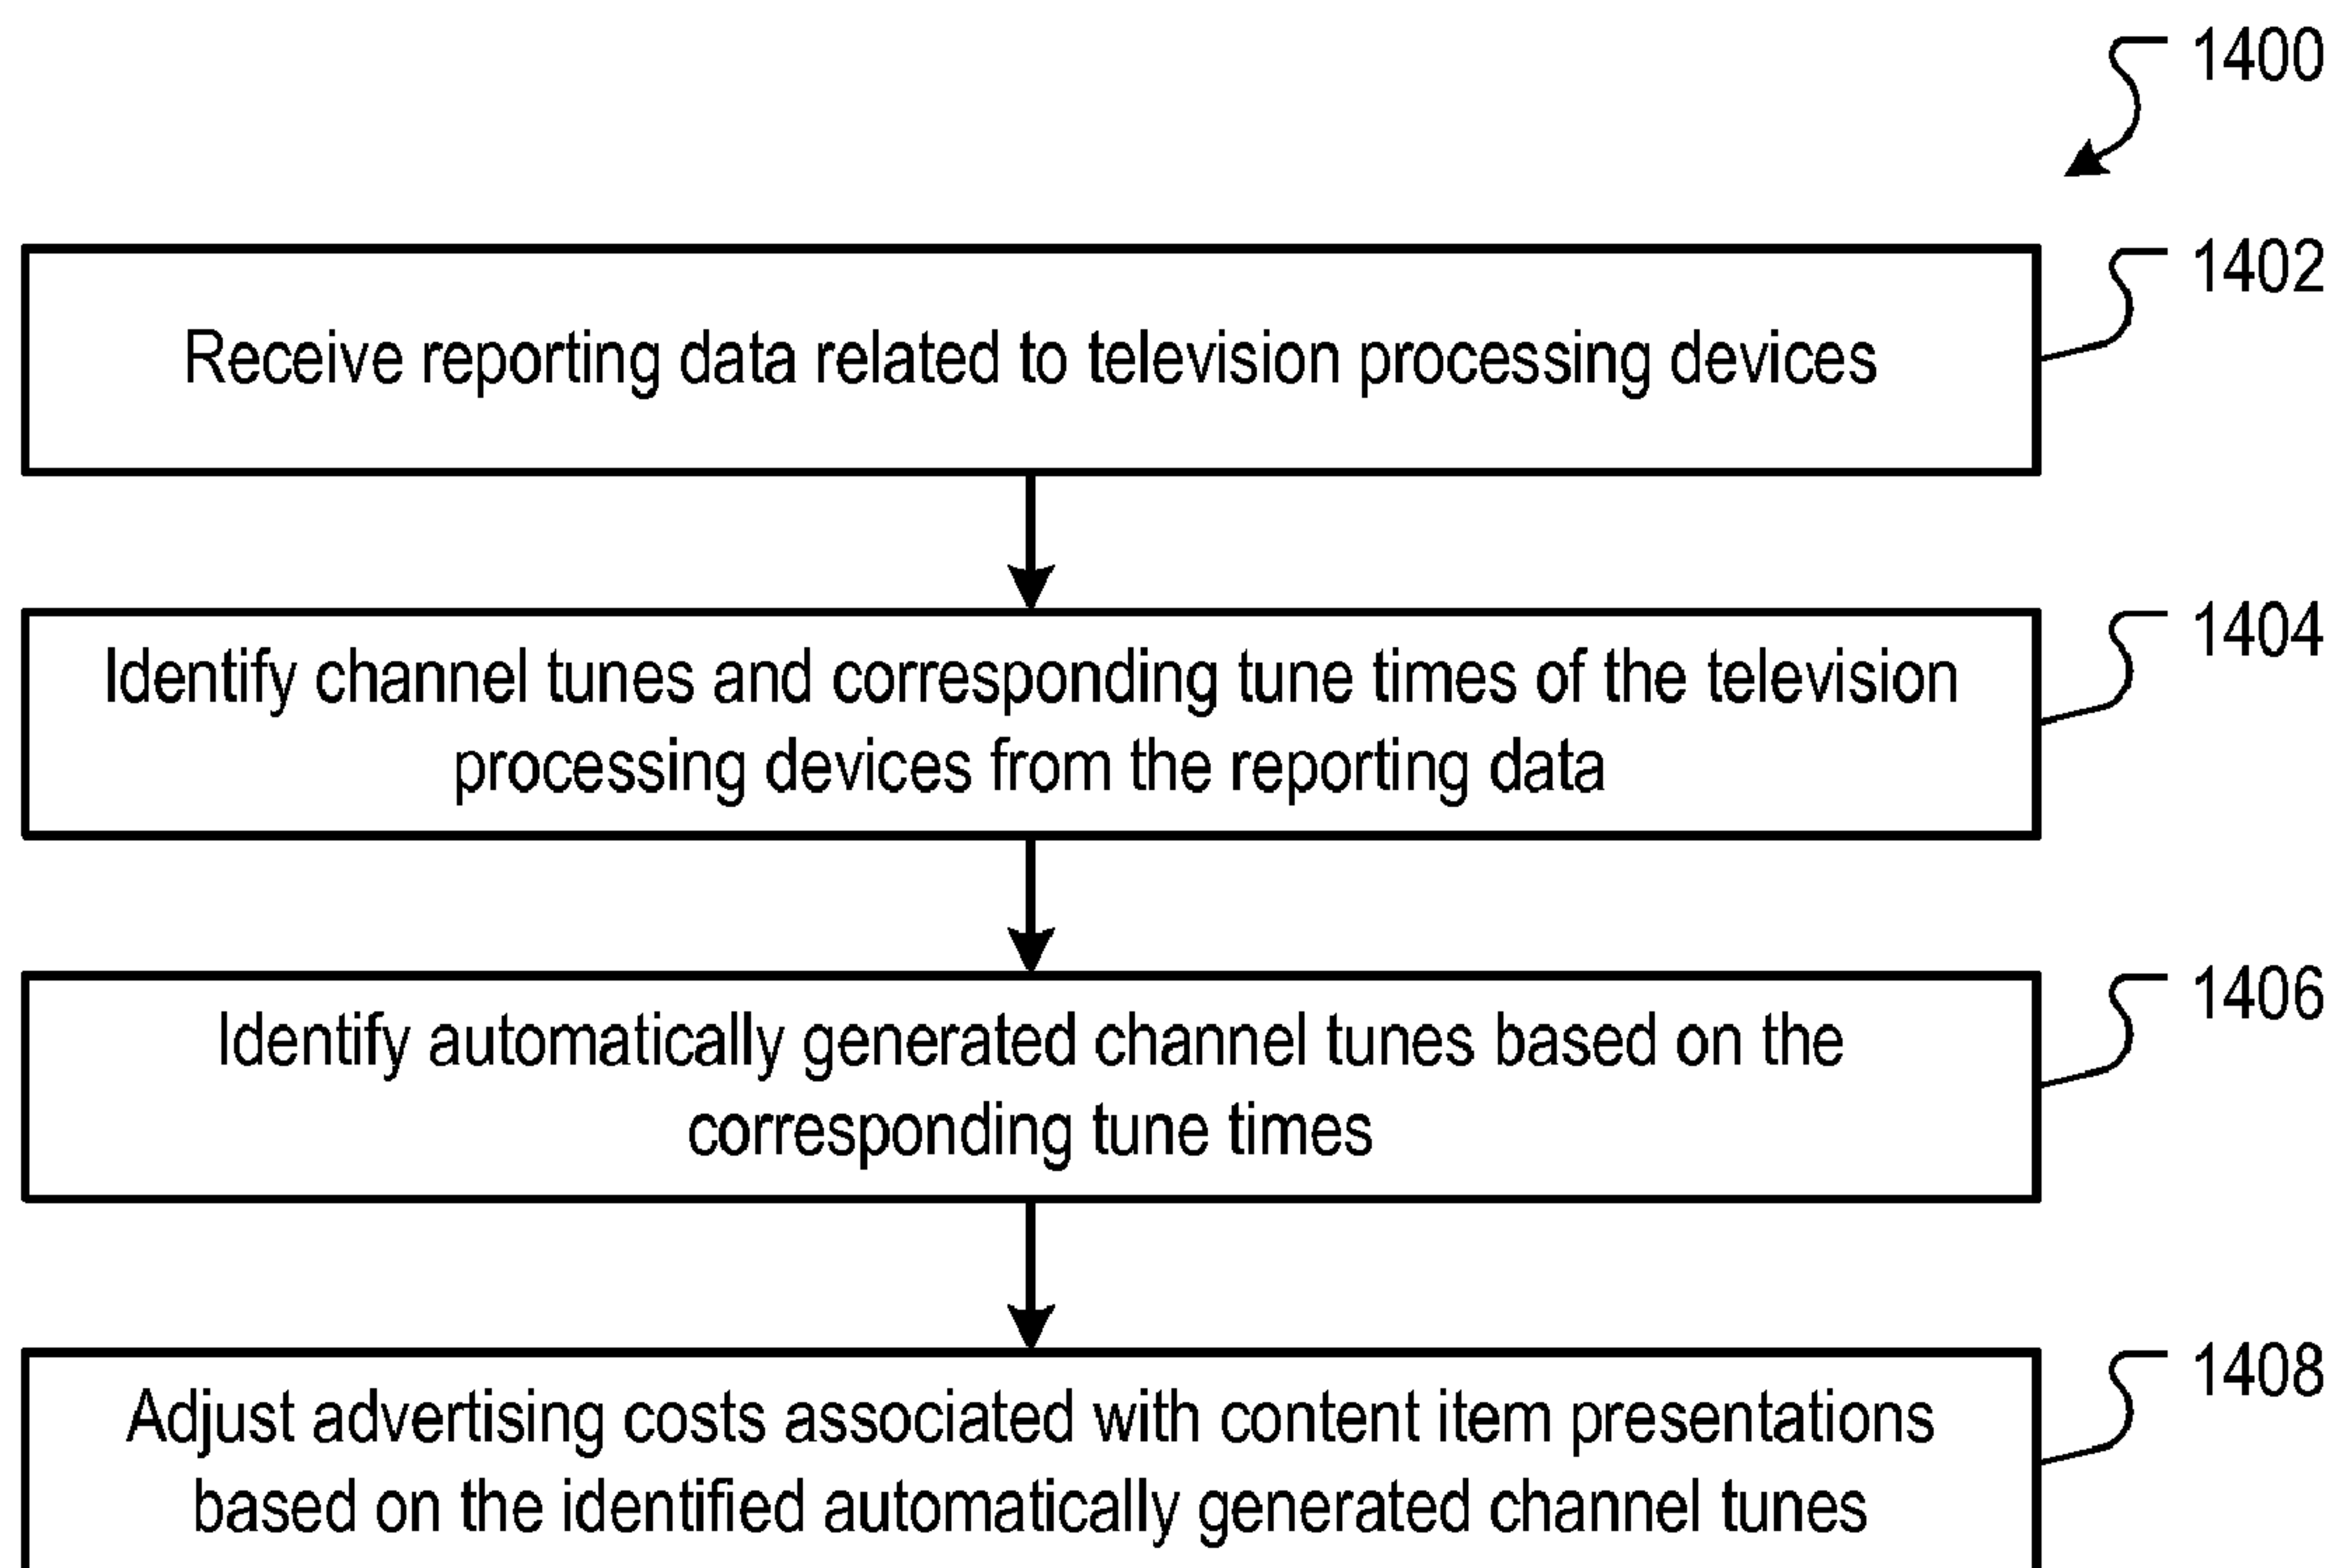 1400
1402
Receive reporting data related to television processing devices
1404
Identify channel tunes and corresponding tune times of the television
processing devices from the reporting data
1406
Identify automatically generated channel tunes based on the
corresponding tune times
1408
Adjust advertising costs associated with content item presentations
based on the identified automatically generated channel tunes